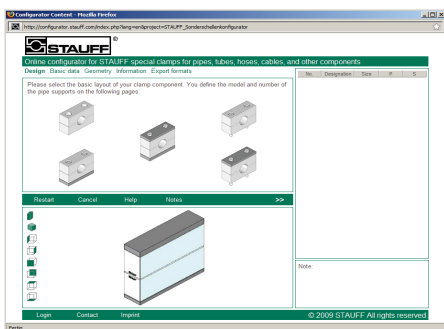 Configurator Content - Mozilla Firefox
http://configurator.stauff.com/index.php?lang=en&project=STAUFF_Sonderschellenkonfigurator
STAUFF®
Online configurator for STAUFF special clamps for pipes, tubes, hoses, cables, and other components
Design Basic data Geometry Information Export formats
No. Designation Size P S
Please select the basic layout of your clamp component. You define the model and number of
the pipe supports on the following pages.
Restart Cancel Help Notes >>
Note:
Login Contact Imprint © 2009 STAUFF All rights reserved.
Fertig